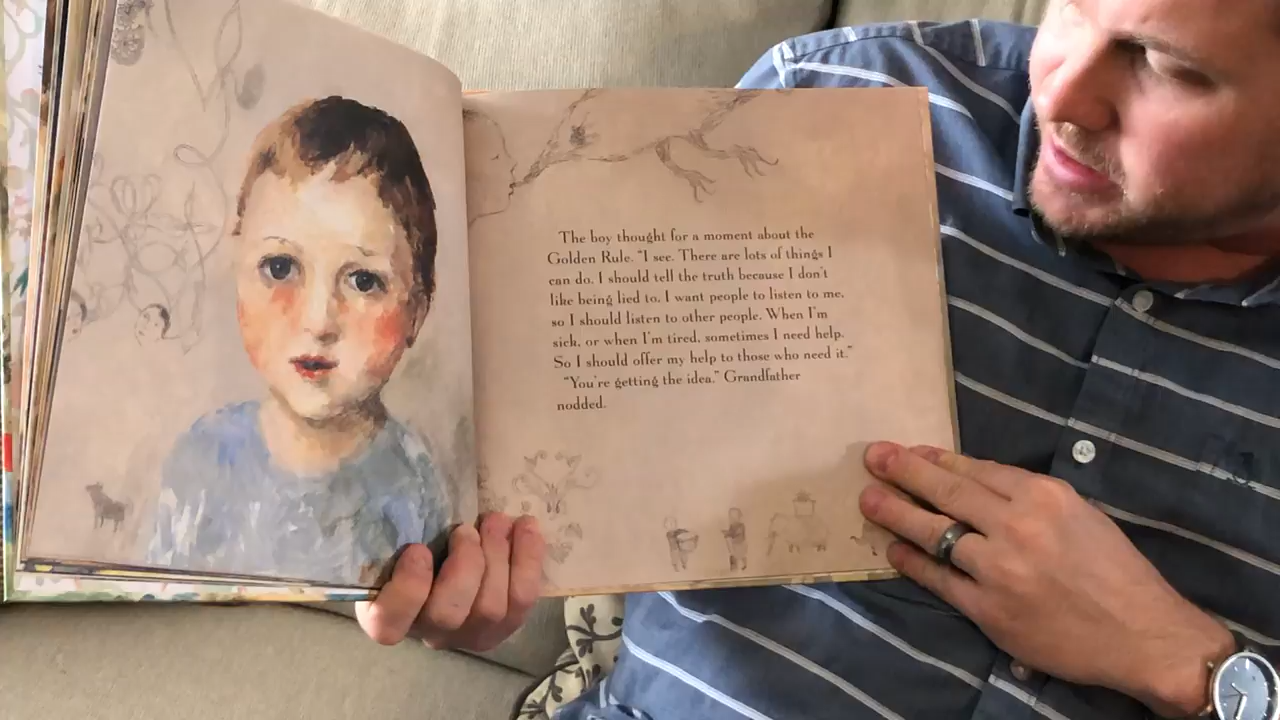 The boy thought for a moment about the
Golden Rule. "I see. There are lots of things I
can do. I should tell the truth because I don't
like being lied to. I want people to listen to me,
so I should listen to other people. When I'm
sick, or when I'm tired, sometimes I need help.
So I should offer my help to those who need it."
"You're getting the idea." Grandfather
nodded.